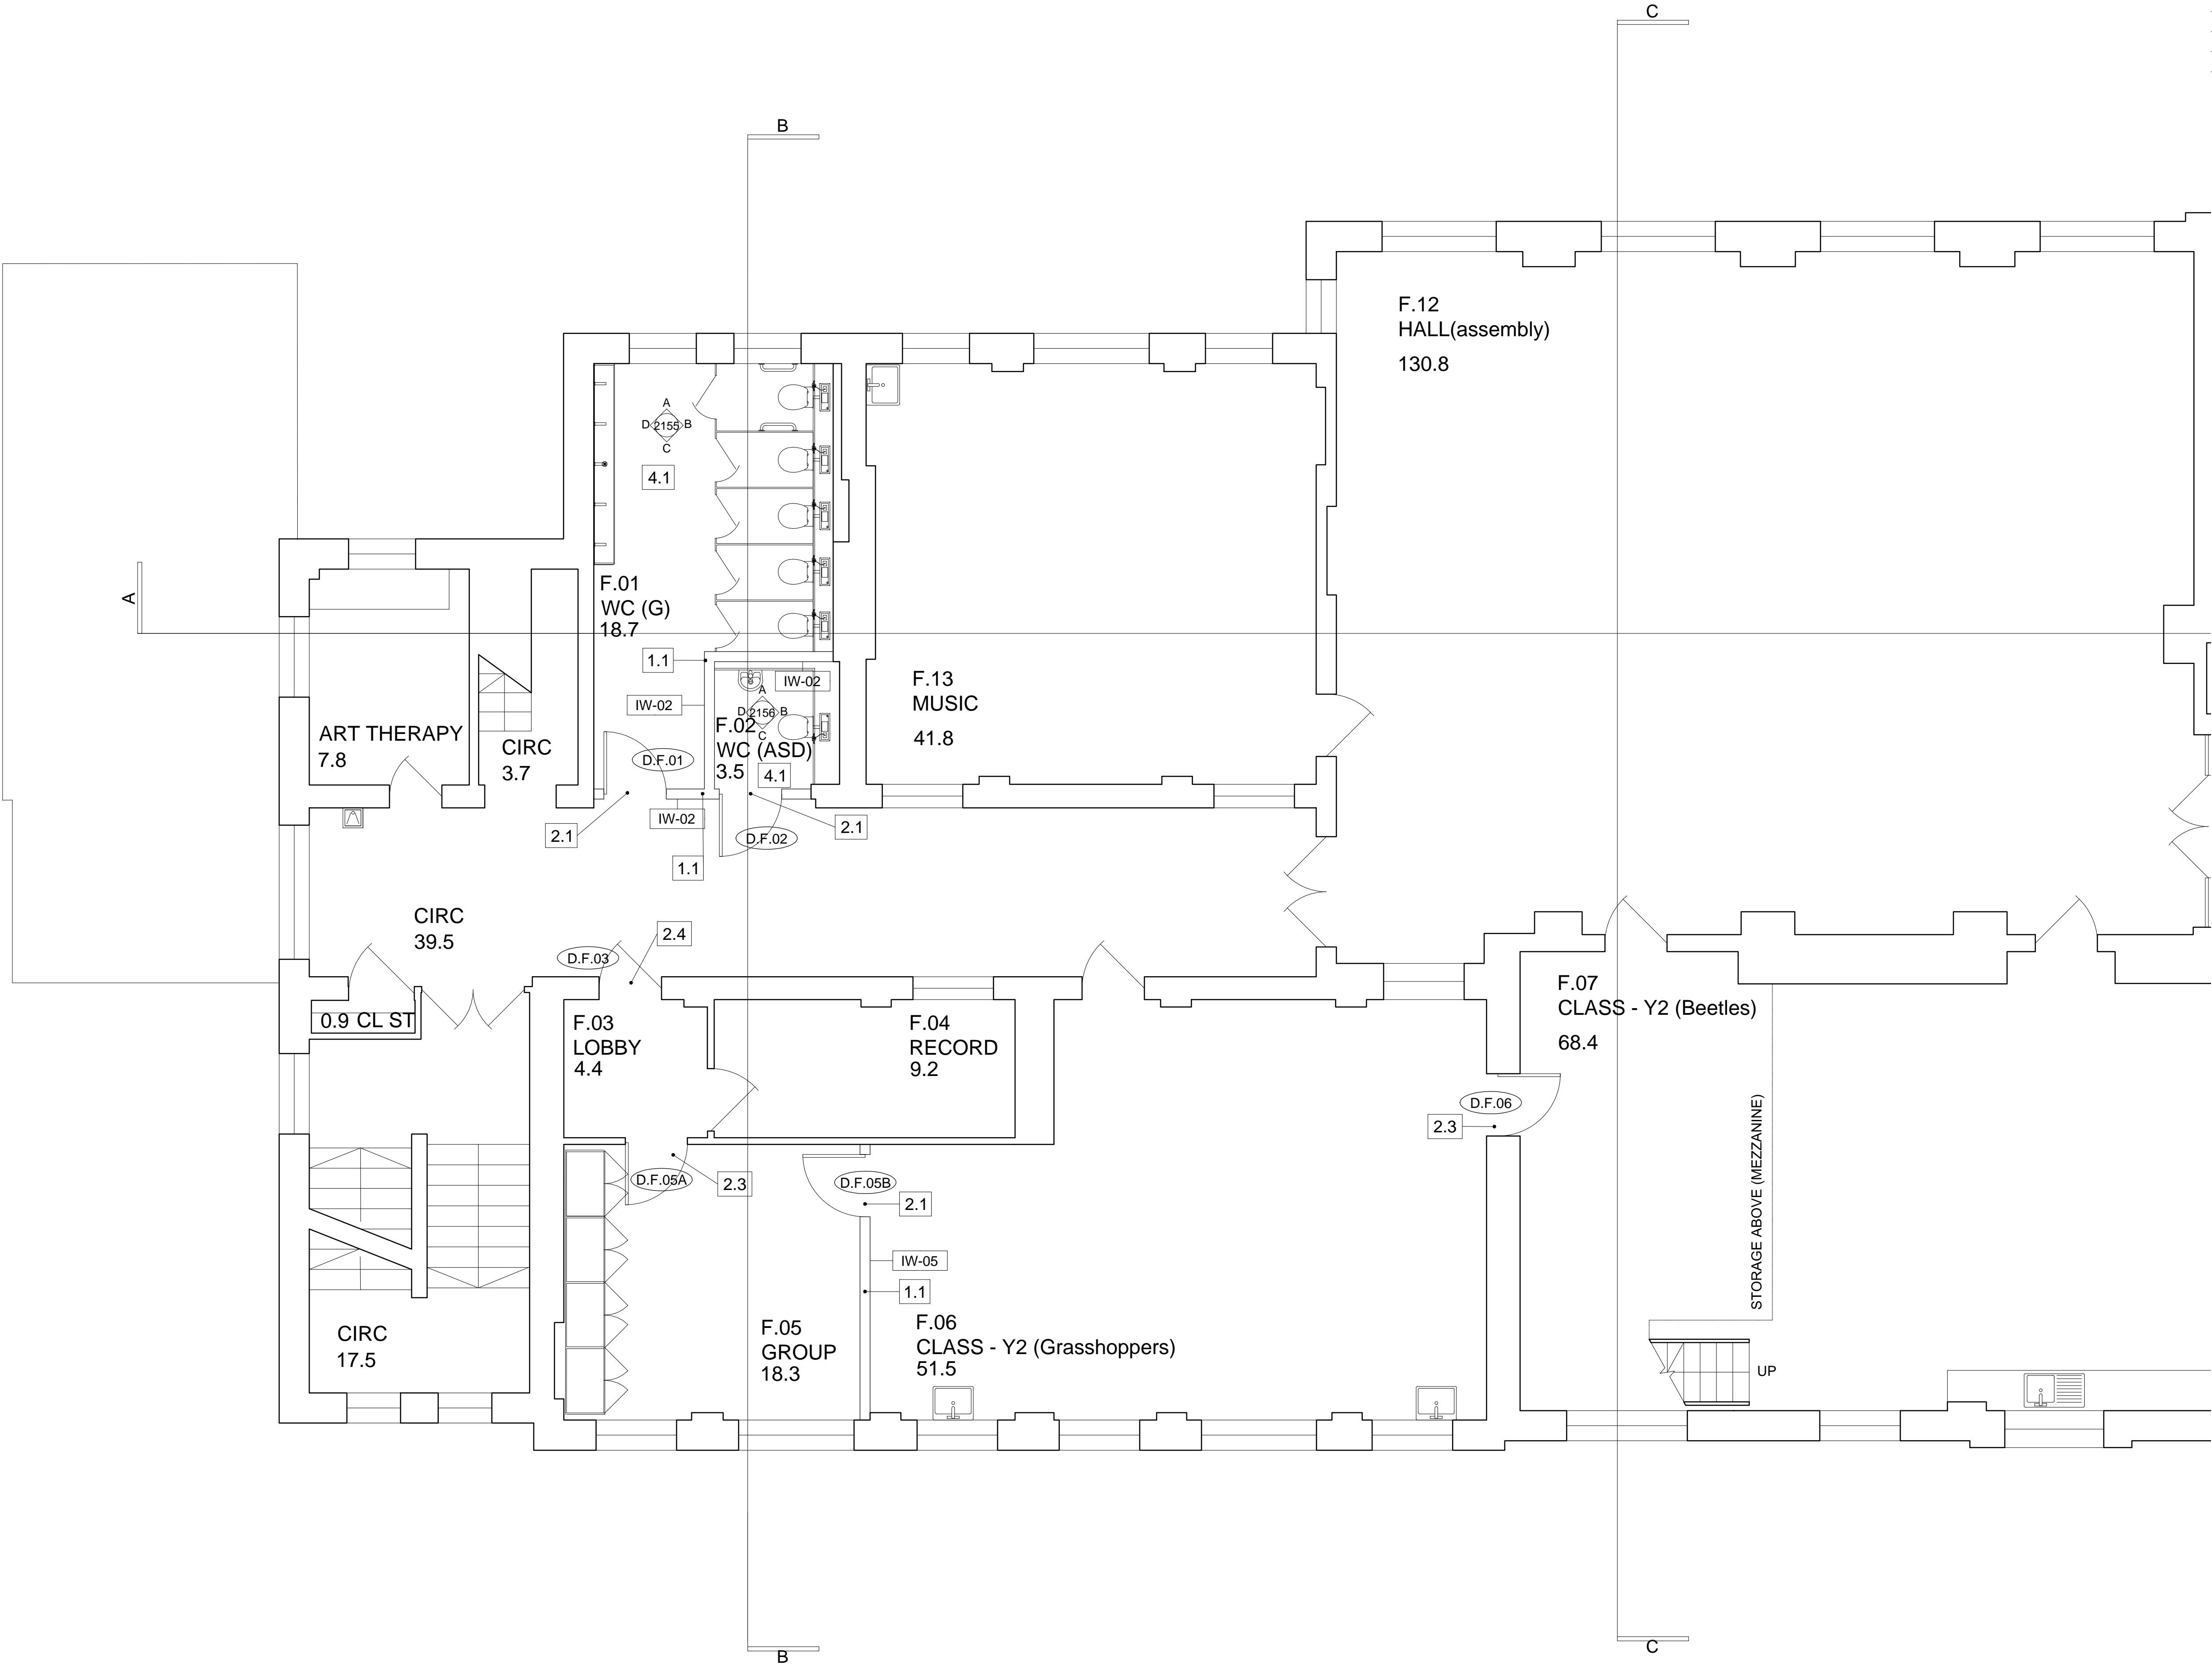 C
B
F.12
HALL(assembly)
130.8
A
D 2155 B
C
4.1
F.01
WC (G)
18.7
A
1.1
IW-02
IW-02
F.13
MUSIC
41.8
A
D 2156 B
C
F.02
WC (ASD)
3.5
4.1
ART THERAPY
7.8
CIRC
3.7
D.F.01
IW-02
2.1
D.F.02
2.1
1.1
CIRC
39.5
2.4
D.F.03
0.9 CL ST
F.03
LOBBY
4.4
F.04
RECORD
9.2
F.07
CLASS - Y2 (Beetles)
68.4
D.F.06
2.3
STORAGE ABOVE (MEZZANINE)
D.F.05A
2.3
D.F.05B
2.1
IW-05
1.1
CIRC
17.5
F.05
GROUP
18.3
F.06
CLASS - Y2 (Grasshoppers)
51.5
UP
B
C